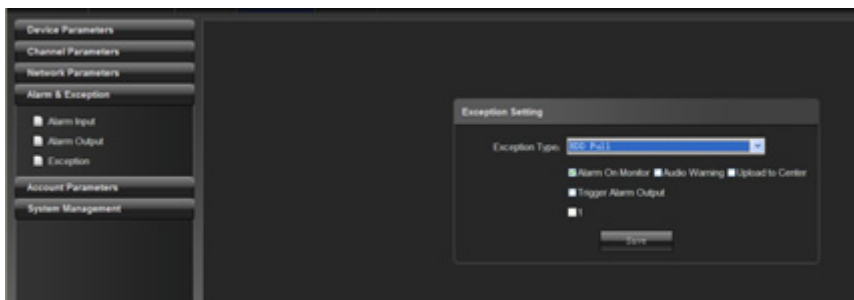 Device Parameters
Channel Parameters
Network Parameters
Alarm & Exception
Alarm Input
Alarm Output
Exception
Account Parameters
System Management
Exception Setting
Exception Type: HDD Full
Alarm On Monitor Audio Warning Upload to Center
Trigger Alarm Output
1
Save